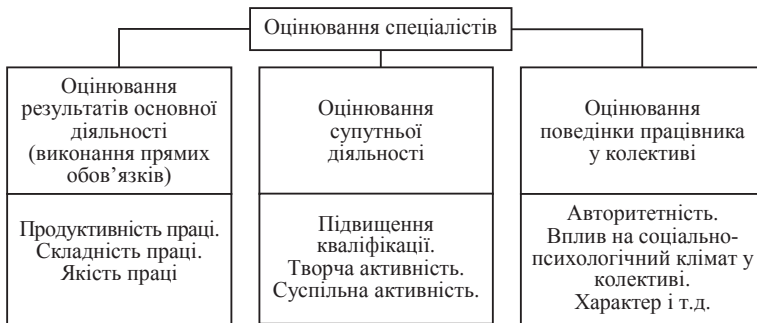 Оцінювання спеціалістів
Оцінювання
результатів основної
діяльності
(виконання прямих
обов’язків)
Оцінювання
супутньої
діяльності
Оцінювання
поведінки працівника
у колективі
Продуктивність праці.
Складність праці.
Якість праці
Підвищення
кваліфікації.
Творча активність.
Суспільна активність.
Авторитетність.
Вплив на соціально-
психологічний клімат у
колективі.
Характер і т.д.